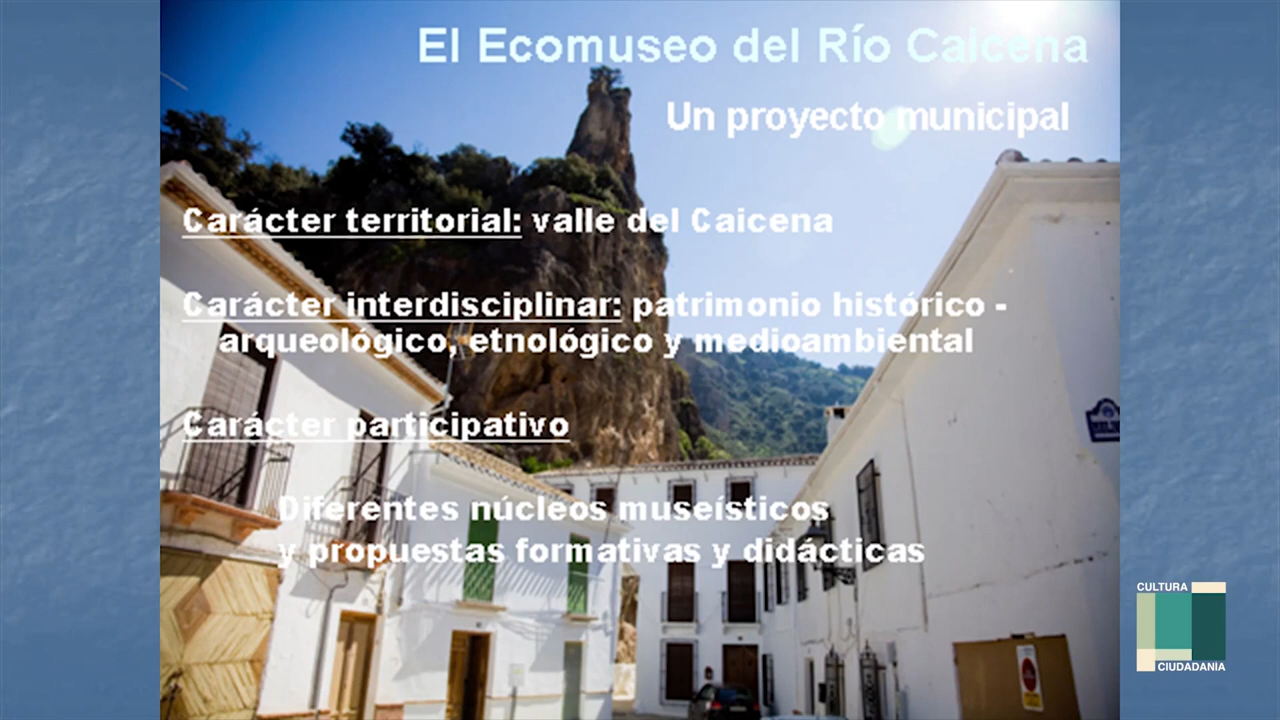 El Ecomuseo del Río Caicena
Un proyecto municipal
Carácter territorial: valle del Caicena
Carácter interdisciplinar: patrimonio histórico -
arqueológico, etnológico y medioambiental
Carácter participativo
Diferentes núcleos museísticos
y propuestas formativas y didácticas
CULTURA
CIUDADANÍA